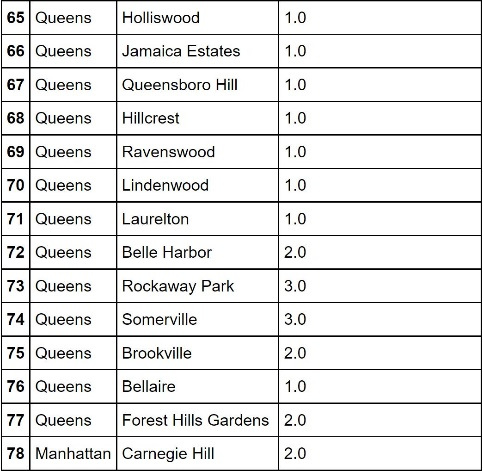 65 Queens Holliswood 1.0
66 Queens Jamaica Estates 1.0
67 Queens Queensboro Hill 1.0
68 Queens Hillcrest 1.0
69 Queens Ravenswood 1.0
70 Queens Lindenwood 1.0
71 Queens Laurelton 1.0
72 Queens Belle Harbor 2.0
73 Queens Rockaway Park 3.0
74 Queens Somerville 3.0
75 Queens Brookville 2.0
76 Queens Bellaire 1.0
77 Queens Forest Hills Gardens 2.0
78 Manhattan Carnegie Hill 2.0